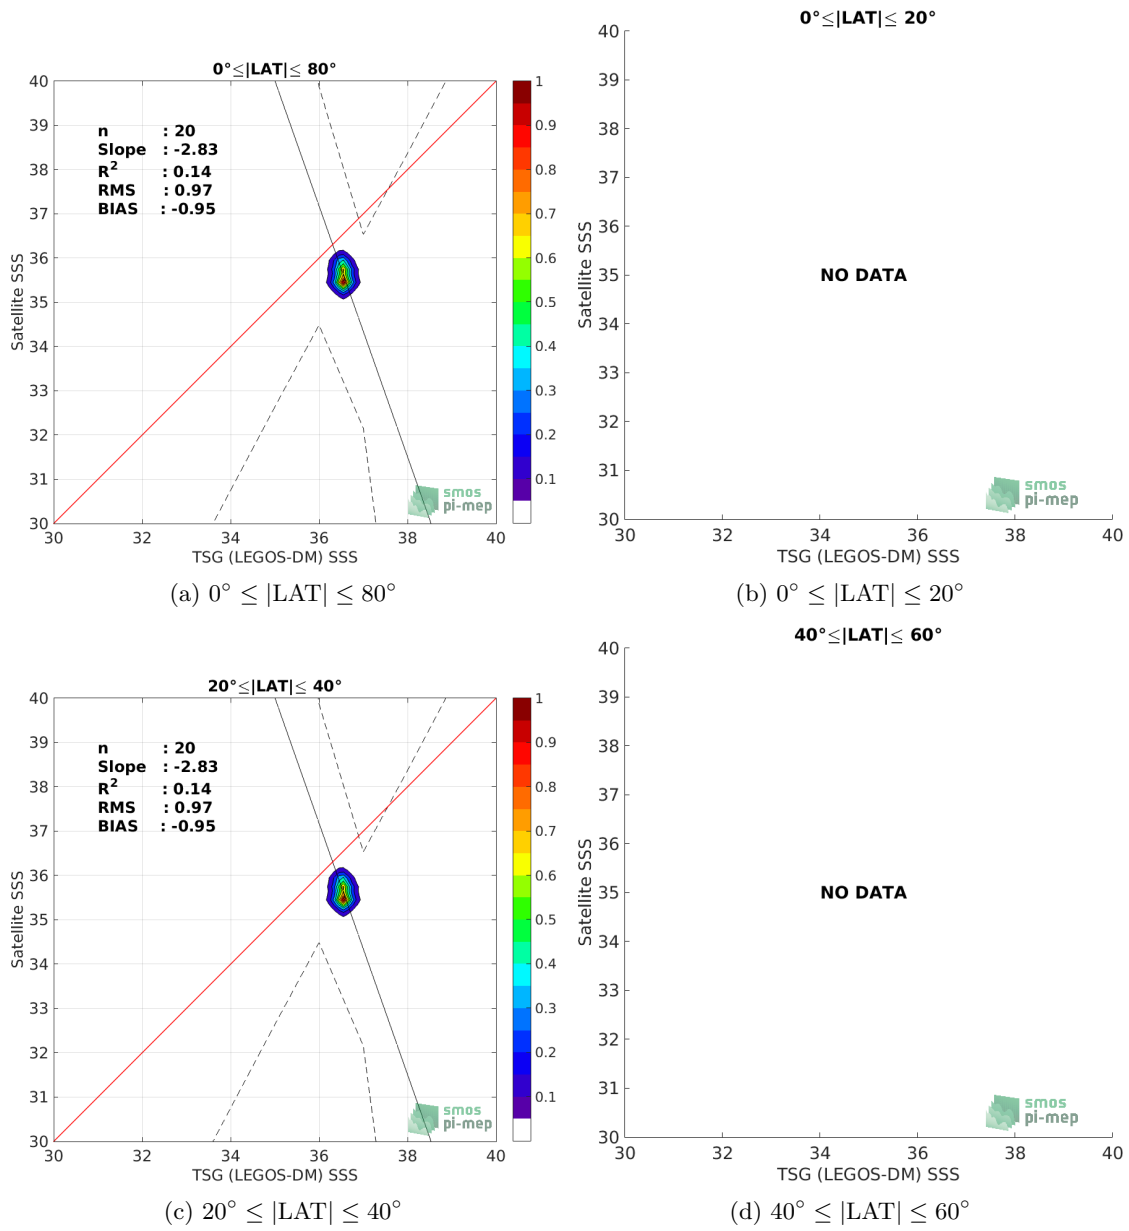 0°≤|LAT|≤ 80°
40
39
38
37
36
35
34
33
32
31
30
Satellite SSS
n : 20
Slope : -2.83
R² : 0.14
RMS : 0.97
BIAS : -0.95
smos
pi-mep
30 32 34 36 38 40
TSG (LEGOS-DM) SSS
1
0.9
0.8
0.7
0.6
0.5
0.4
0.3
0.2
0.1
(a) 0° ≤ |LAT| ≤ 80°
0°≤|LAT|≤ 20°
40
39
38
37
36
35
34
33
32
31
30
Satellite SSS
NO DATA
smos
pi-mep
30 32 34 36 38 40
TSG (LEGOS-DM) SSS
(b) 0° ≤ |LAT| ≤ 20°
20°≤|LAT|≤ 40°
40
39
38
37
36
35
34
33
32
31
30
Satellite SSS
n : 20
Slope : -2.83
R² : 0.14
RMS : 0.97
BIAS : -0.95
smos
pi-mep
30 32 34 36 38 40
TSG (LEGOS-DM) SSS
1
0.9
0.8
0.7
0.6
0.5
0.4
0.3
0.2
0.1
(c) 20° ≤ |LAT| ≤ 40°
40°≤|LAT|≤ 60°
40
39
38
37
36
35
34
33
32
31
30
Satellite SSS
NO DATA
smos
pi-mep
30 32 34 36 38 40
TSG (LEGOS-DM) SSS
(d) 40° ≤ |LAT| ≤ 60°